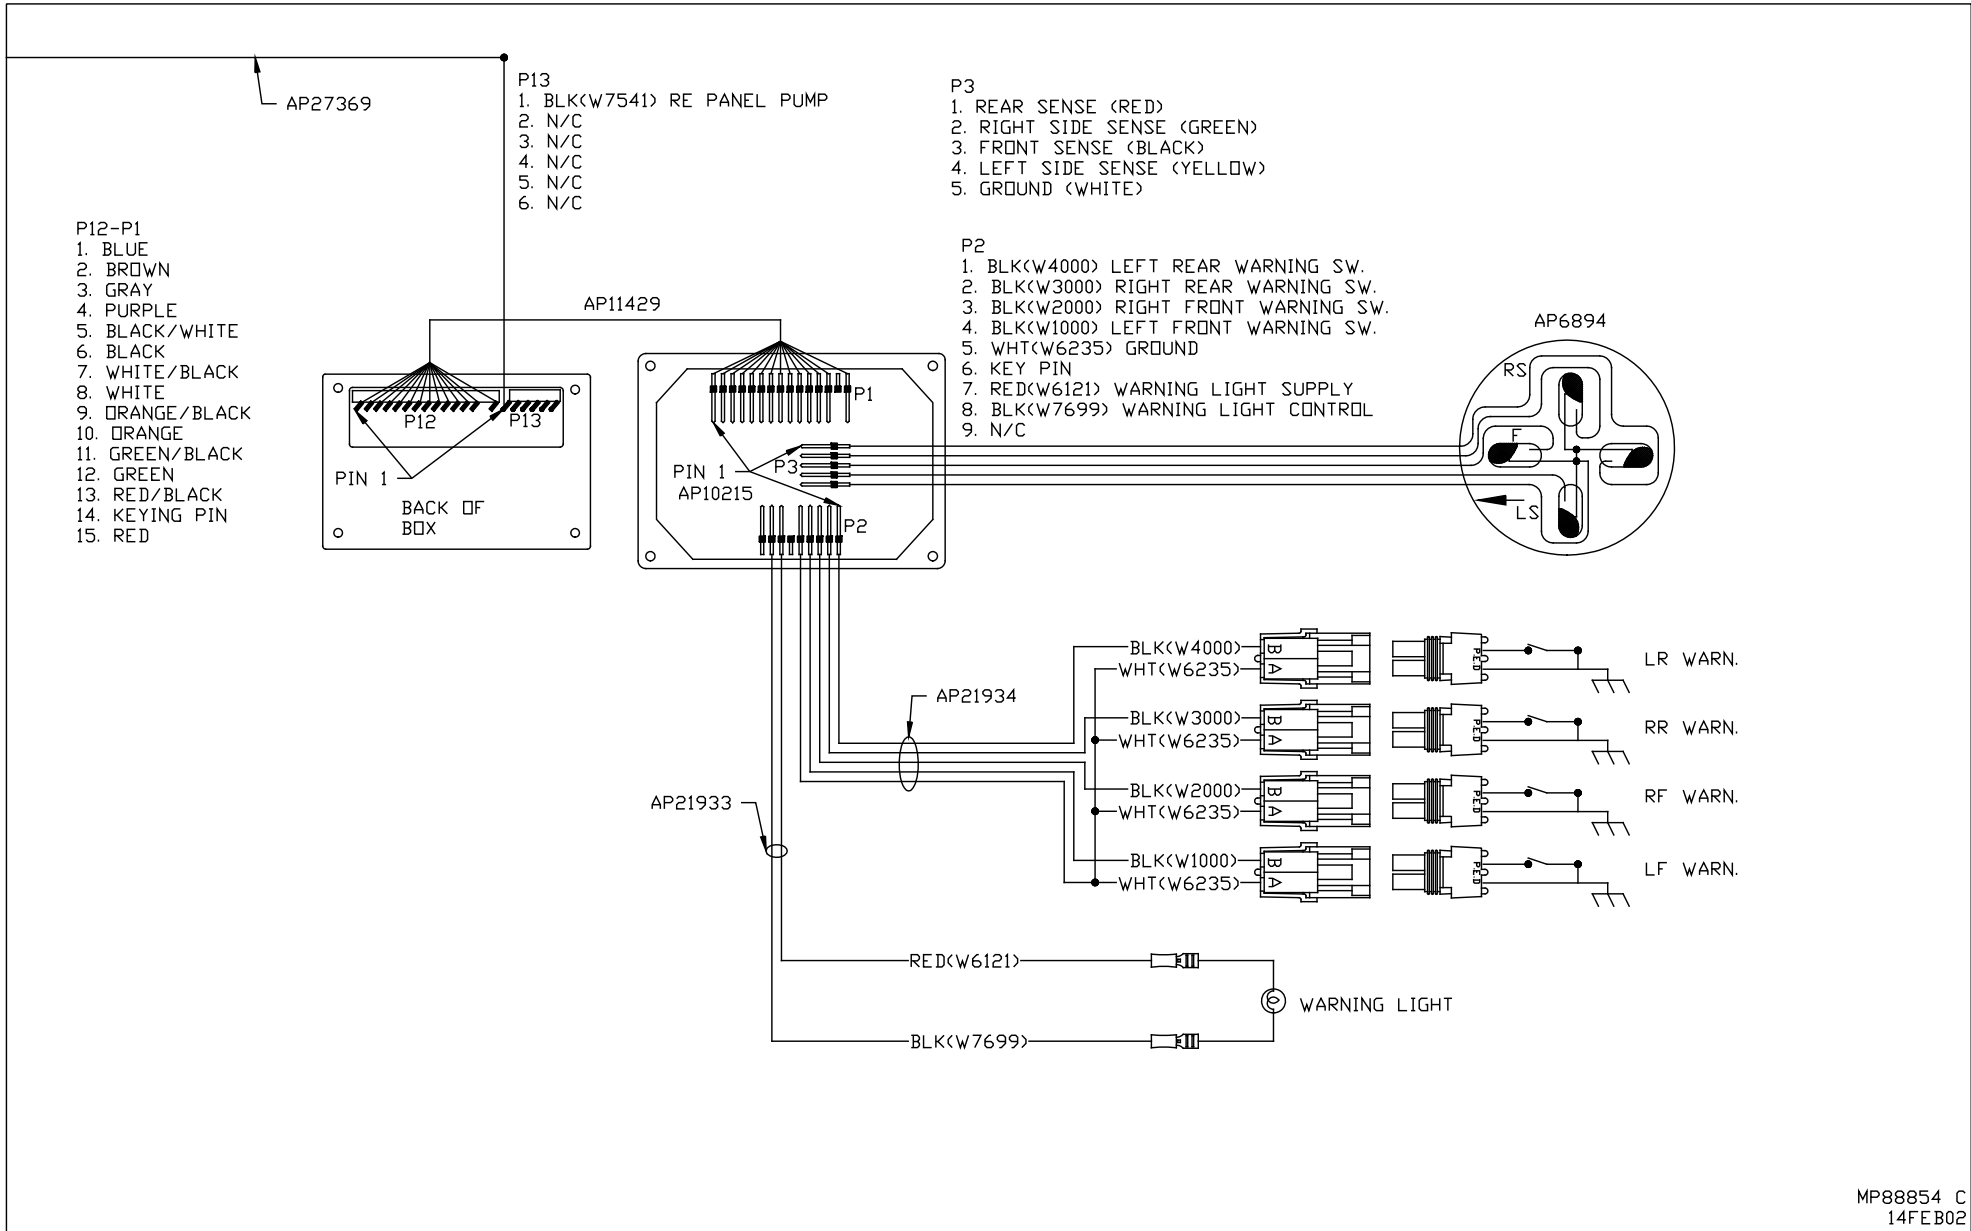 AP27369
P13
1. BLK(W7541) RE PANEL PUMP
2. N/C
3. N/C
4. N/C
5. N/C
6. N/C
P3
1. REAR SENSE (RED)
2. RIGHT SIDE SENSE (GREEN)
3. FRONT SENSE (BLACK)
4. LEFT SIDE SENSE (YELLOW)
5. GROUND (WHITE)
P12-P1
1. BLUE
2. BROWN
3. GRAY
4. PURPLE
5. BLACK/WHITE
6. BLACK
7. WHITE/BLACK
8. WHITE
9. ORANGE/BLACK
10. ORANGE
11. GREEN/BLACK
12. GREEN
13. RED/BLACK
14. KEYING PIN
15. RED
P2
1. BLK(W4000) LEFT REAR WARNING SW.
2. BLK(W3000) RIGHT REAR WARNING SW.
3. BLK(W2000) RIGHT FRONT WARNING SW.
4. BLK(W1000) LEFT FRONT WARNING SW.
5. WHT(W6235) GROUND
6. KEY PIN
7. RED(W6121) WARNING LIGHT SUPPLY
8. BLK(W7699) WARNING LIGHT CONTROL
9. N/C
AP11429
P12
P13
PIN 1
BACK OF
BOX
P1
PIN 1
P3
AP10215
P2
AP6894
RS
F
LS
BLK(W4000)
B
WHT(W6235)
A
P.E.D
LR WARN.
AP21934
BLK(W3000)
B
WHT(W6235)
A
P.E.D
RR WARN.
AP21933
BLK(W2000)
B
WHT(W6235)
A
P.E.D
RF WARN.
BLK(W1000)
B
WHT(W6235)
A
P.E.D
LF WARN.
RED(W6121)
WARNING LIGHT
BLK(W7699)
MP88854 C
14FEB02